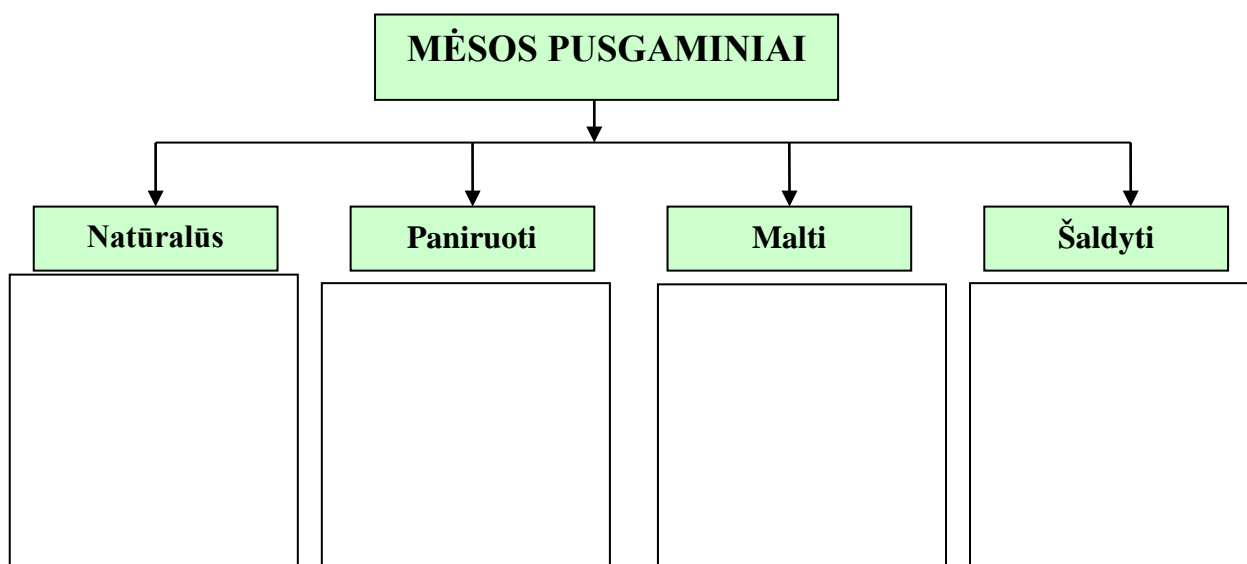 MĖSOS PUSGAMINIAI
Natūralūs
Paniruoti
Malti
Šaldyti